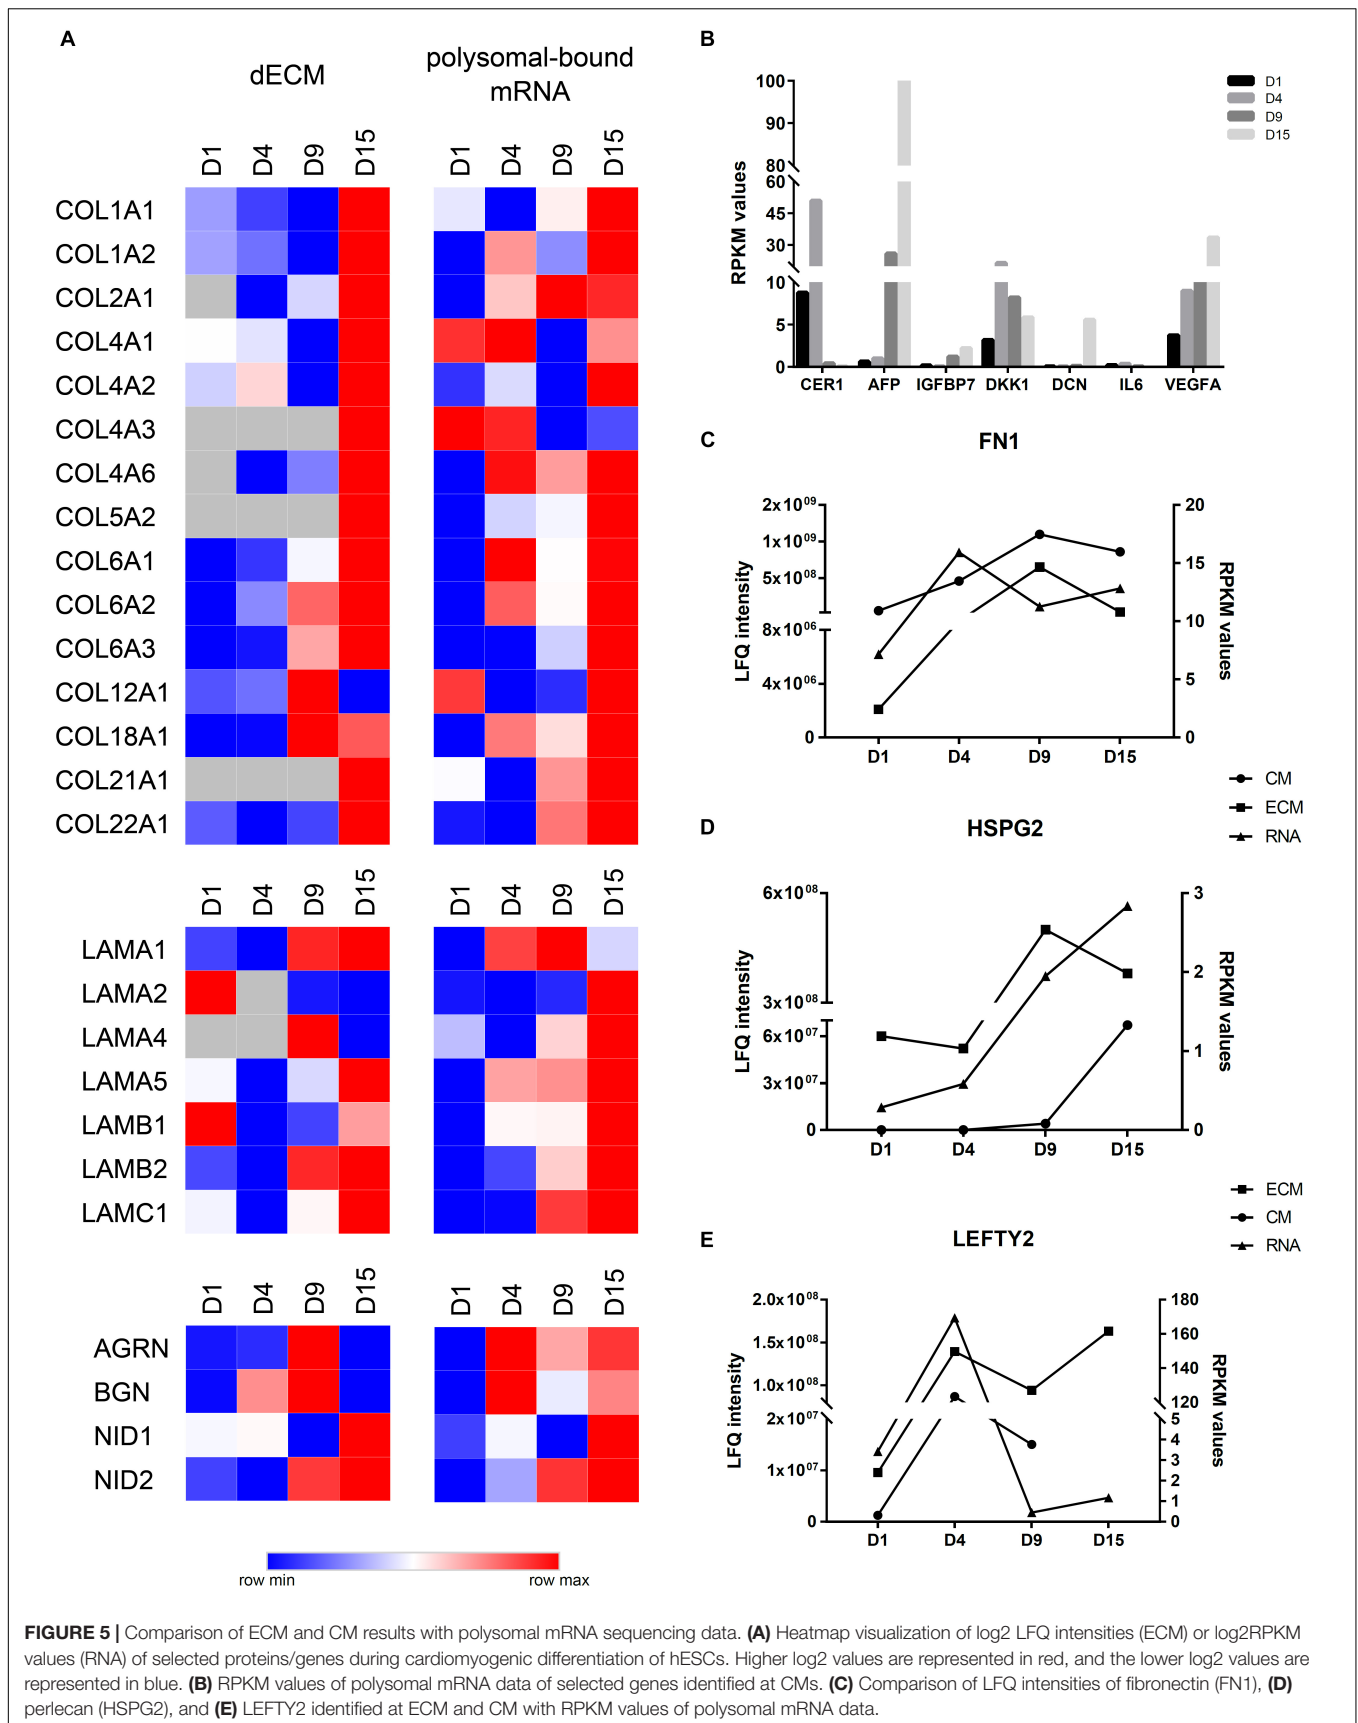 A
dECM
polysomal-bound
mRNA
D1 D4 D9 D15
D1 D4 D9 D15
COL1A1
COL1A2
COL2A1
COL4A1
COL4A2
COL4A3
COL4A6
COL5A2
COL6A1
COL6A2
COL6A3
COL12A1
COL18A1
COL21A1
COL22A1
D1 D4 D9 D15
D1 D4 D9 D15
LAMA1
LAMA2
LAMA4
LAMA5
LAMB1
LAMB2
LAMC1
D1 D4 D9 D15
D1 D4 D9 D15
AGRN
BGN
NID1
NID2
row min
row max
B
RPKM values
100
90
80
60
45
30
10
5
0
CER1 AFP IGFBP7 DKK1 DCN IL6 VEGFA
D1
D4
D9
D15
C
FN1
LFQ intensity
2x10⁰⁹
1x10⁰⁹
5x10⁰⁸
8x10⁰⁶
4x10⁰⁶
0
RPKM values
20
15
10
5
0
D1 D4 D9 D15
CM
ECM
RNA
D
HSPG2
LFQ intensity
6x10⁰⁸
3x10⁰⁸
6x10⁰⁷
3x10⁰⁷
0
RPKM values
3
2
1
0
D1 D4 D9 D15
ECM
CM
RNA
E
LEFTY2
LFQ intensity
2.0x10⁰⁸
1.5x10⁰⁸
1.0x10⁰⁸
2x10⁰⁷
1x10⁰⁷
0
RPKM values
180
160
140
120
5
4
3
2
1
0
D1 D4 D9 D15
FIGURE 5 | Comparison of ECM and CM results with polysomal mRNA sequencing data. (A) Heatmap visualization of log2 LFQ intensities (ECM) or log2RPKM
values (RNA) of selected proteins/genes during cardiomyogenic differentiation of hESCs. Higher log2 values are represented in red, and the lower log2 values are
represented in blue. (B) RPKM values of polysomal mRNA data of selected genes identified at CMs. (C) Comparison of LFQ intensities of fibronectin (FN1), (D)
perlecan (HSPG2), and (E) LEFTY2 identified at ECM and CM with RPKM values of polysomal mRNA data.